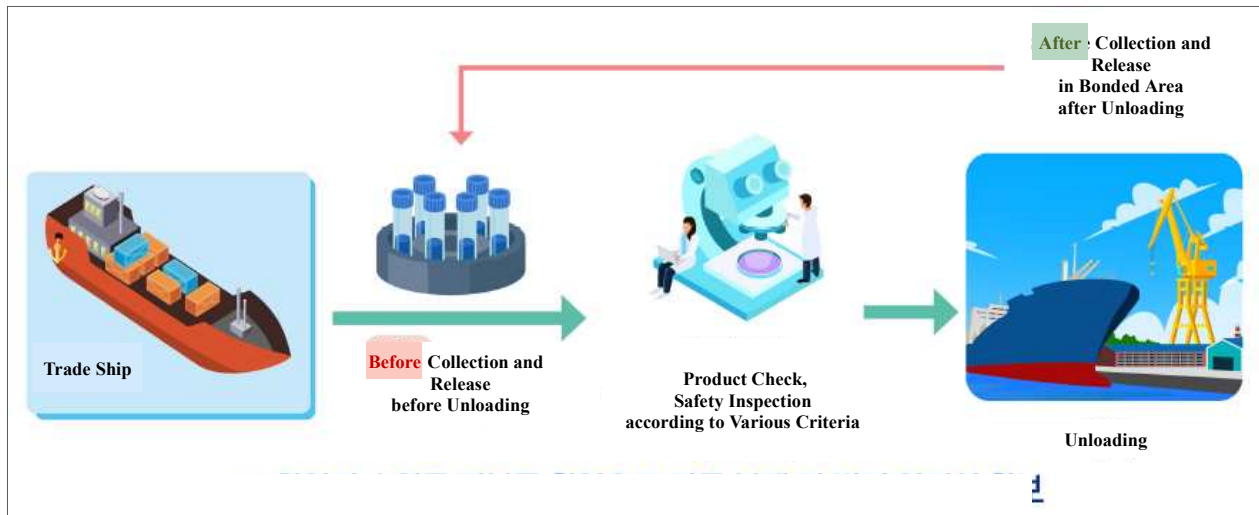 After Collection and
Release
in Bonded Area
after Unloading
Trade Ship
Before Collection and
Release
before Unloading
Product Check,
Safety Inspection
according to Various Criteria
Unloading